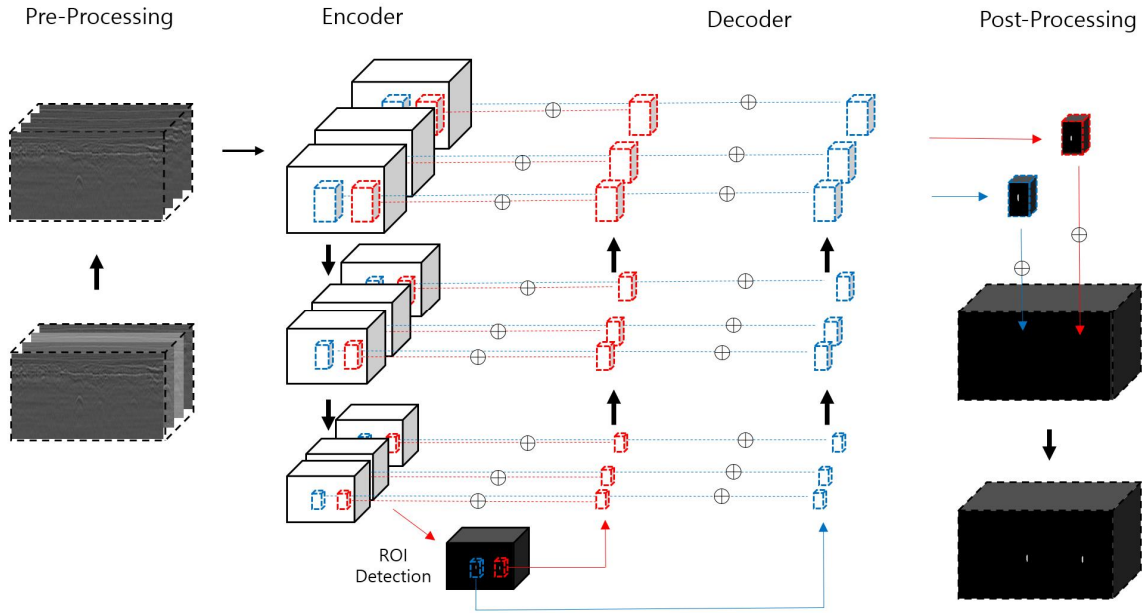 Pre-Processing
Encoder
Decoder
Post-Processing
ROI
Detection